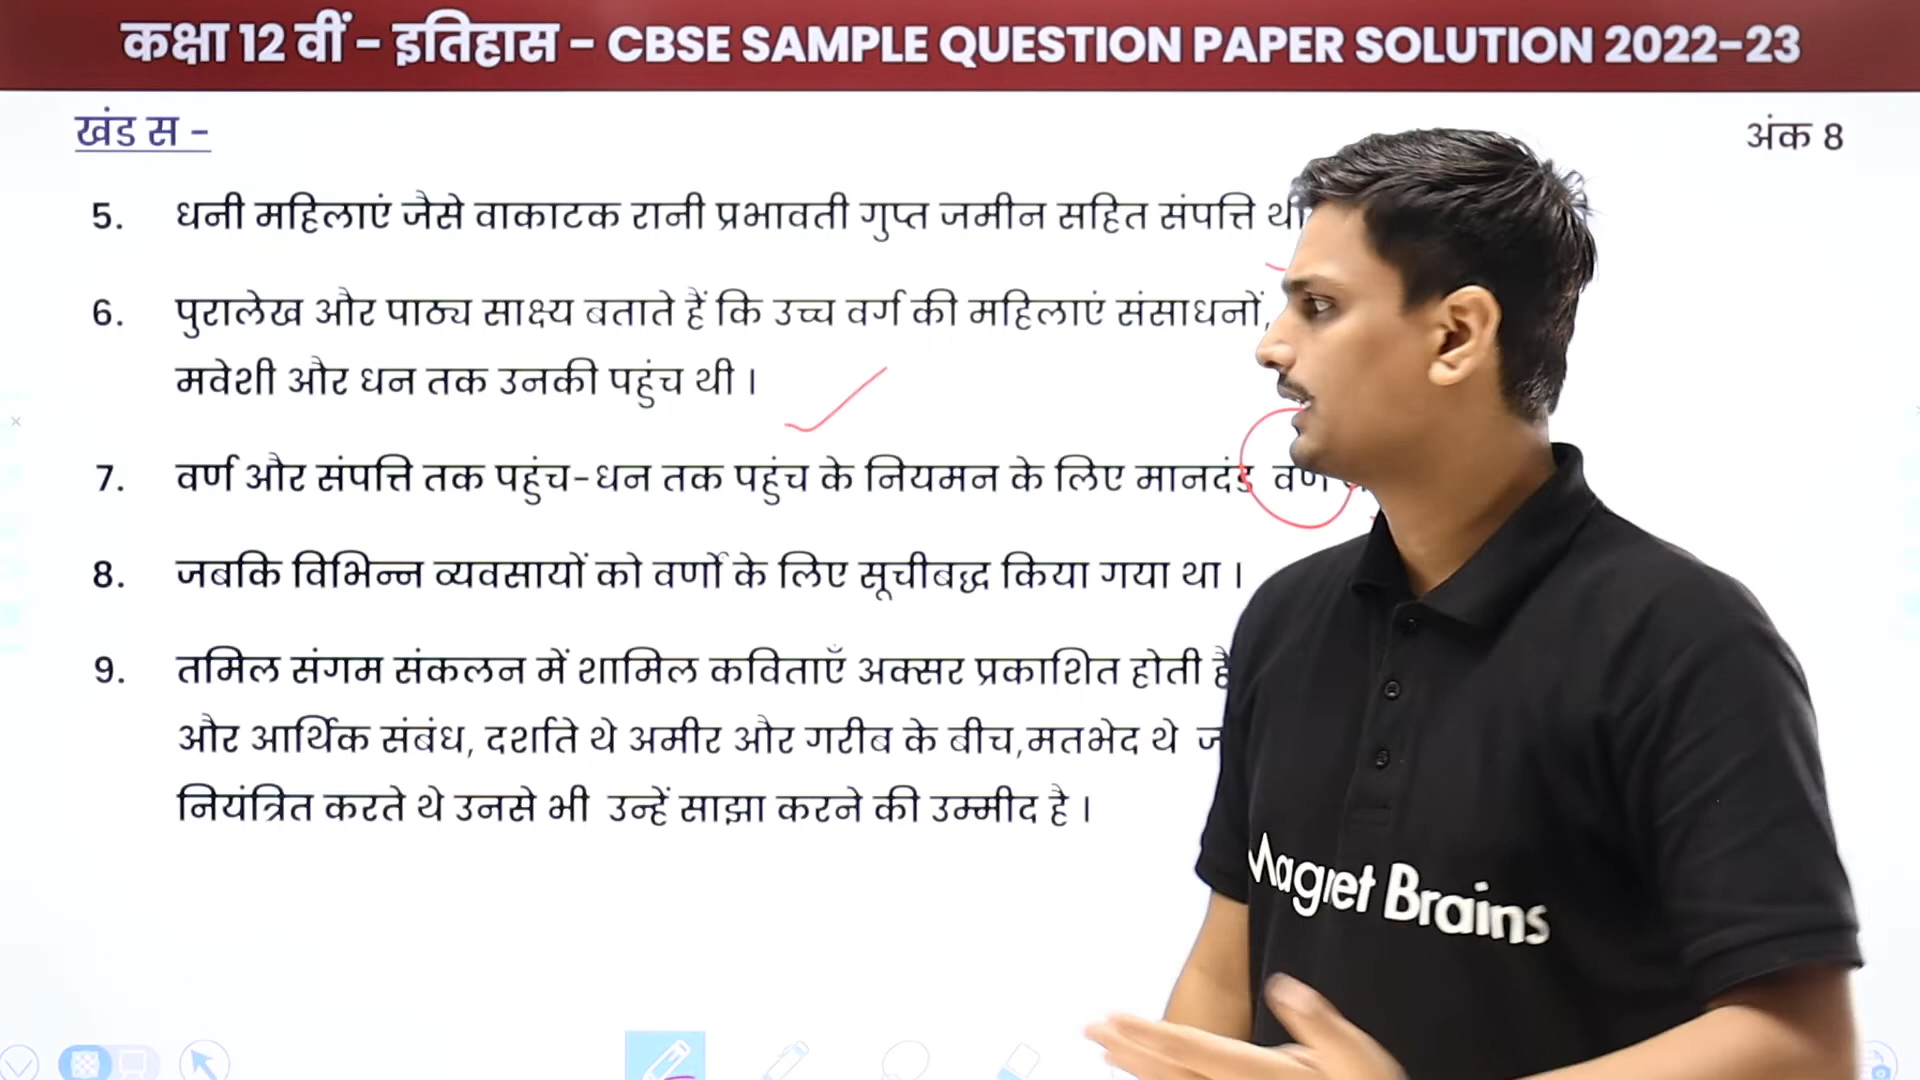 कक्षा 12 वीं - इतिहास - CBSE SAMPLE QUESTION PAPER SOLUTION 2022-23
खंड स -
अंक 8
5. धनी महिलाएं जैसे वाकाटक रानी प्रभावती गुप्त जमीन सहित संपत्ति
6. पुरालेख और पाठ्य साक्ष्य बताते हैं कि उच्च वर्ग की महिलाएं संसाधनों,
मवेशी और धन तक उनकी पहुंच थी ।
7. वर्ण और संपत्ति तक पहुंच-धन तक पहुंच के नियमन के लिए मानदंड वर्ण
8. जबकि विभिन्न व्यवसायों को वर्णों के लिए सूचीबद्ध किया गया था ।
9. तमिल संगम संकलन में शामिल कविताएँ अक्सर प्रकाशित होती
और आर्थिक संबंध, दर्शाते थे अमीर और गरीब के बीच,मतभेद थे
नियंत्रित करते थे उनसे भी उन्हें साझा करने की उम्मीद है ।
Magnet Brains